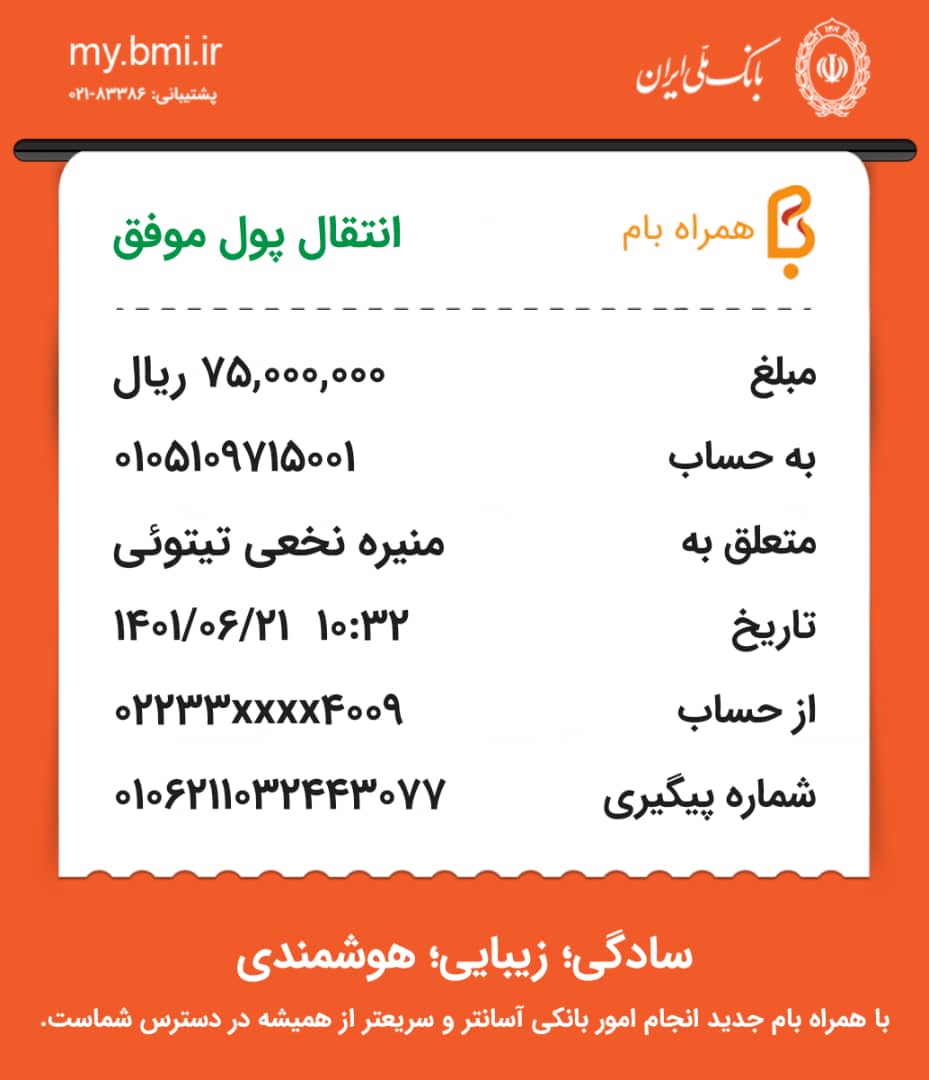 بانک ملّی ایران
my.bmi.ir
پشتیبانی: ۸۳۳۸۶-۰۲۱
همراه بام
انتقال پول موفق
مبلغ ۷۵,۰۰۰,۰۰۰ ریال
به حساب ۰۱۰۵۱۰۹۷۱۵۰۰۱
متعلق به منیره نخعی تیتوئی
تاریخ ۱۴۰۱/۰۶/۲۱ ۱۰:۳۲
از حساب ۰۲۲۳۳xxxx۴۰۰۹
شماره پیگیری ۰۱۰۶۲۱۱۰۳۲۴۴۳۰۷۷
سادگی؛ زیبایی؛ هوشمندی
با همراه بام جدید انجام امور بانکی آسانتر و سریعتر از همیشه در دسترس شماست.